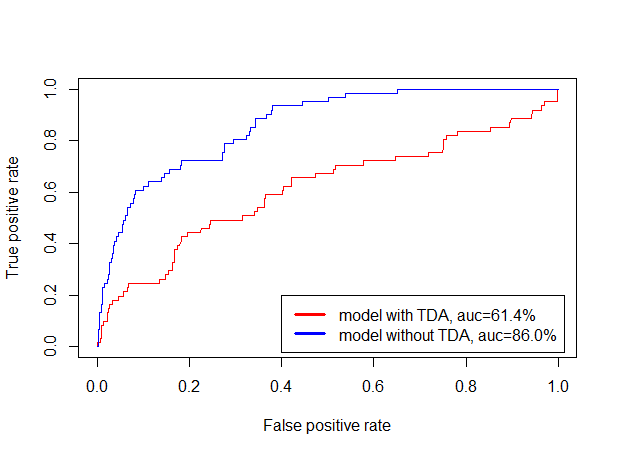 True positive rate
1.0
0.8
0.6
0.4
0.2
0.0
model with TDA, auc=61.4%
model without TDA, auc=86.0%
0.0 0.2 0.4 0.6 0.8 1.0
False positive rate